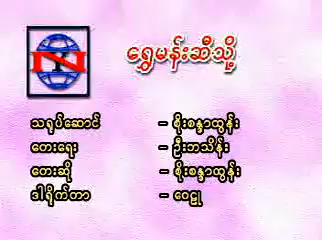 N
ရွှေမန်းဆီသို့
သရုပ်ဆောင် – စိုးစန္ဒာထွန်း
တေးရေး – ဦးဘသိန်း
တေးဆို – စိုးစန္ဒာထွန်း
ဒါရိုက်တာ – ဝေဠု